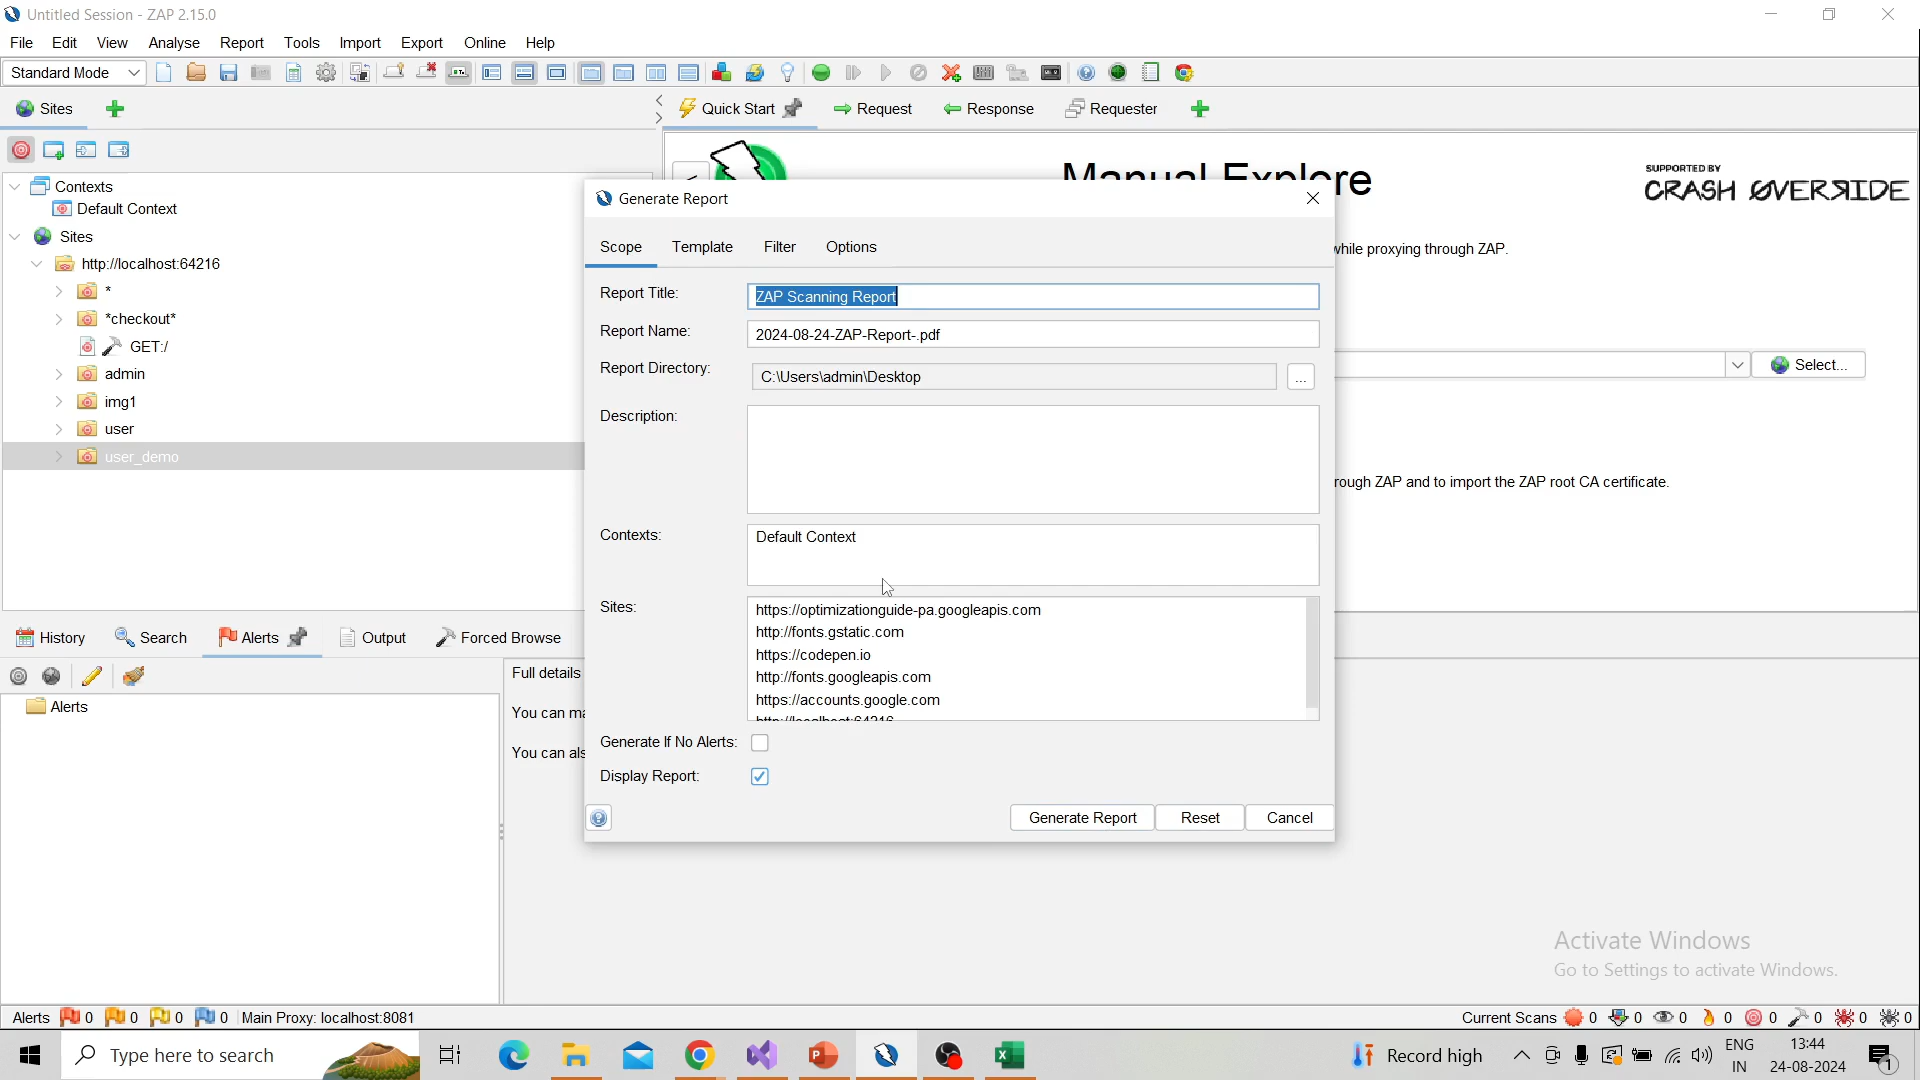 Untitled Session - ZAP 2.15.0
File Edit View Analyse Report Tools Import Export Online Help
Standard Mode
Sites
Quick Start Request Response Requester
Manual Explore
SUPPORTED BY
CRASH ØVERRIDE
Contexts
Default Context
Sites
http://localhost:64216
*
*checkout*
GET:/
admin
img1
user
user_demo
while proxying through ZAP.
Select...
rough ZAP and to import the ZAP root CA certificate.
Generate Report
Scope Template Filter Options
Report Title: ZAP Scanning Report
Report Name: 2024-08-24-ZAP-Report-.pdf
Report Directory: C:\Users\admin\Desktop ...
Description:
Contexts: Default Context
Sites: https://optimizationguide-pa.googleapis.com
http://fonts.gstatic.com
https://codepen.io
http://fonts.googleapis.com
https://accounts.google.com
http://localhost:64216
Generate If No Alerts:
Display Report:
Generate Report Reset Cancel
History Search Alerts Output Forced Browse
Alerts
Full details
You can ma
You can als
Activate Windows
Go to Settings to activate Windows.
Alerts 0 0 0 0 Main Proxy: localhost:8081
Current Scans 0 0 0 0 0 0 0 0
Type here to search
Record high
ENG
IN
13:44
24-08-2024
1